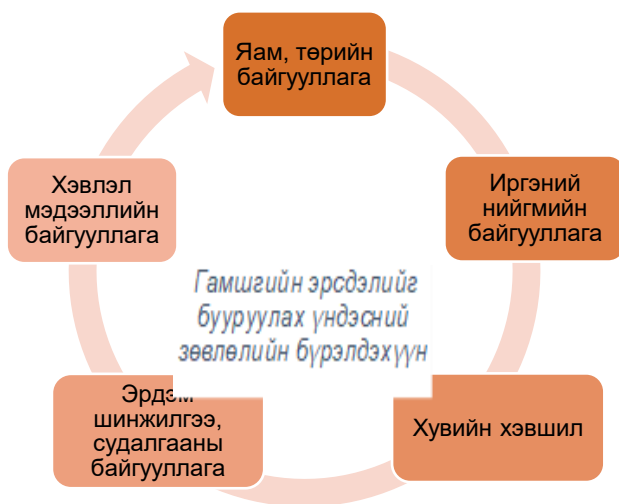 Яам, төрийн
байгууллага
Иргэний
нийгмийн
байгууллага
Хувийн хэвшил
Эрдэм
шинжилгээ,
судалгааны
байгууллага
Хэвлэл
мэдээллийн
байгууллага
Гамшгийн эрсдэлийг
бууруулах үндэсний
зөвлөлийн бүрэлдэхүүн